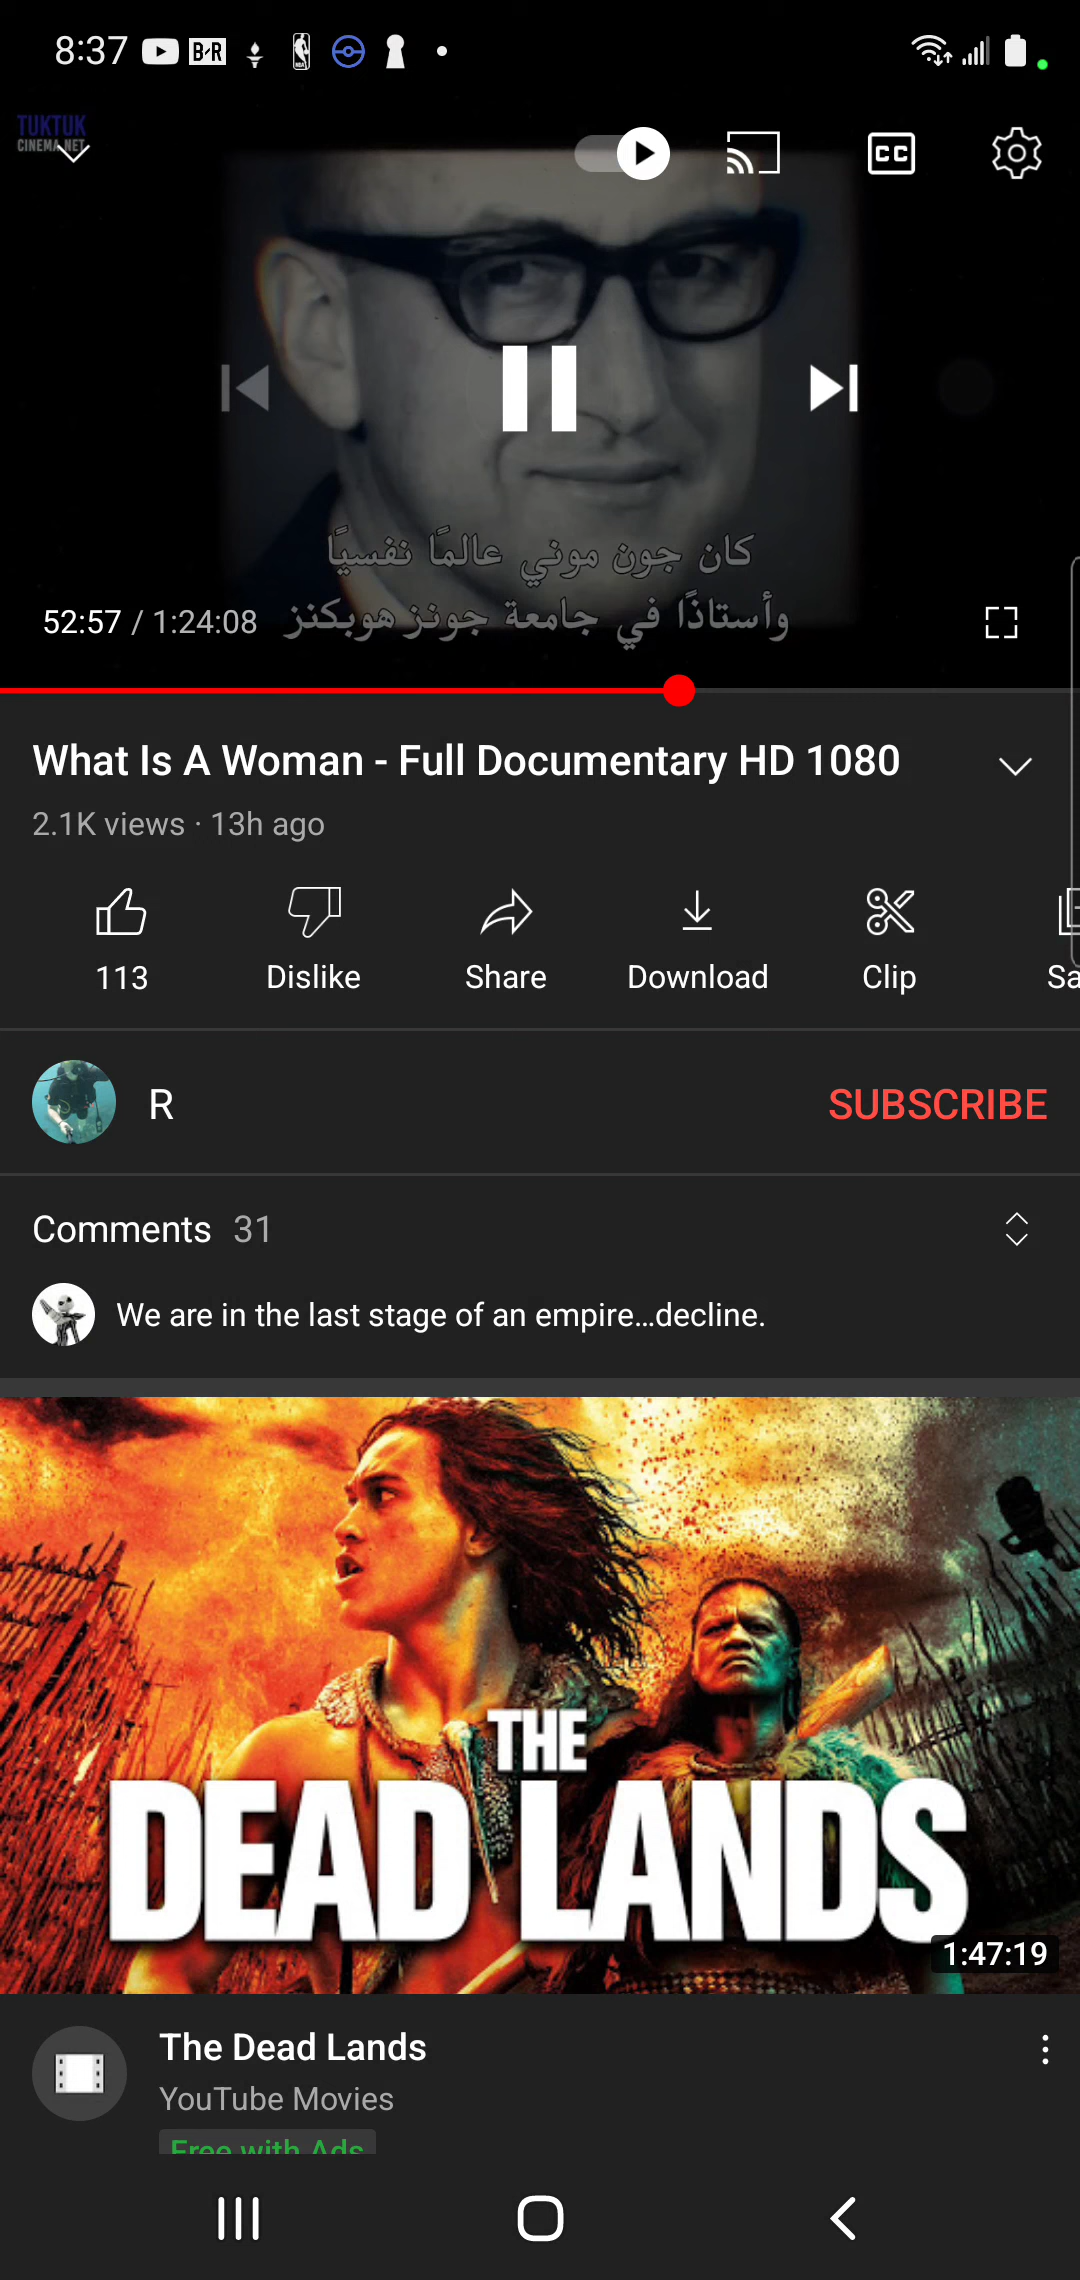 8:37
B·R
NBA
TUKTUK
CINEMA.NET
CC
كان جون موني عالمًا نفسيًا
وأستاذًا في جامعة جونز هوبكنز
52:57 / 1:24:08
What Is A Woman - Full Documentary HD 1080
2.1K views · 13h ago
113
Dislike
Share
Download
Clip
Sa
R
SUBSCRIBE
Comments 31
We are in the last stage of an empire...decline.
THE
DEAD LANDS
1:47:19
The Dead Lands
YouTube Movies
Free with Ads